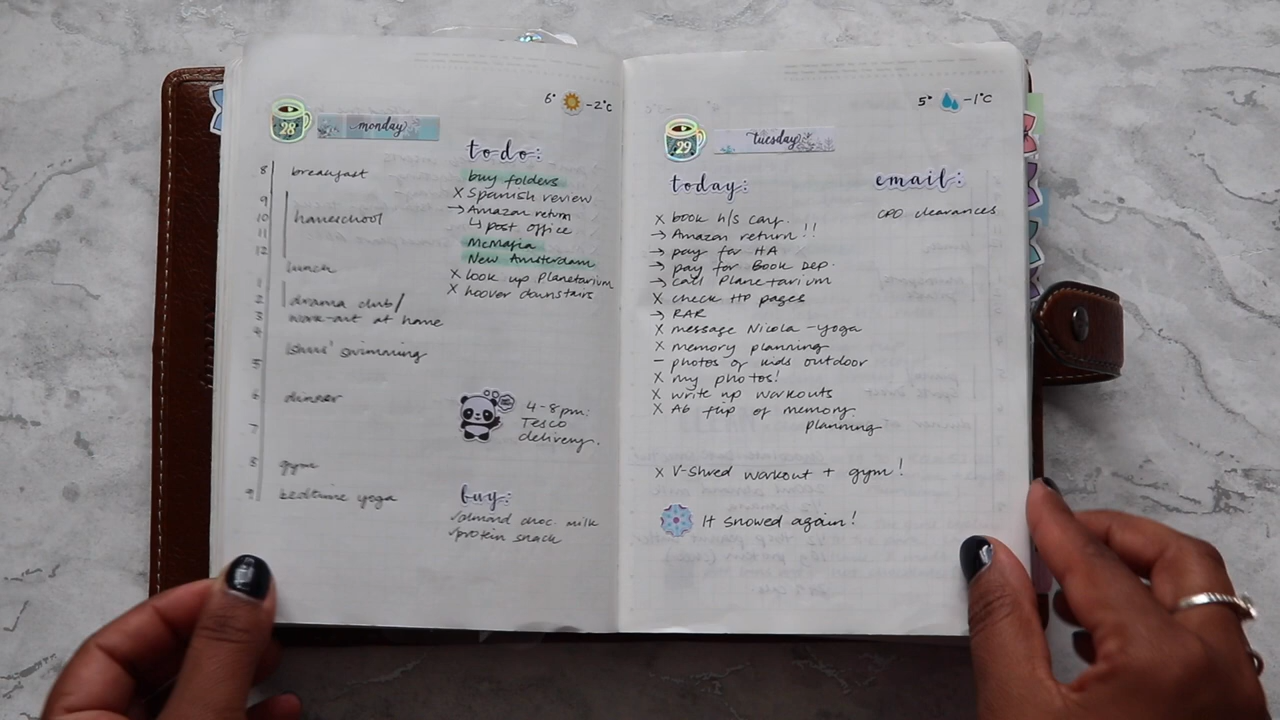 28
monday
6° -2°C
8 breakfast
9
10 homeschool
11
12
lunch
1
2 drama club/
3 work-out at home
4
swimming
5
6 dinner
7
8 gym
9 bedtime yoga
to do:
buy folders
X Spanish review
→ Amazon return
↳ post office
McMafia
New Amsterdam
X look up Planetarium
X hoover downstairs
4-8pm:
Tesco
delivery.
buy:
✓almond choc. milk
✓protein snack
29
tuesday
5° -1°C
today:
X book h/s
→ Amazon return!!
→ pay for HA
→ pay for Book Dep.
→ call Planetarium
X check HP pages
→ RAR
X message Nicola - yoga
X memory planning
- photos of kids outdoor
X my photos!
X write up workouts
X A6 flip of memory
planning
X V-Shred workout + gym!
It snowed again!
email:
CPO clearances